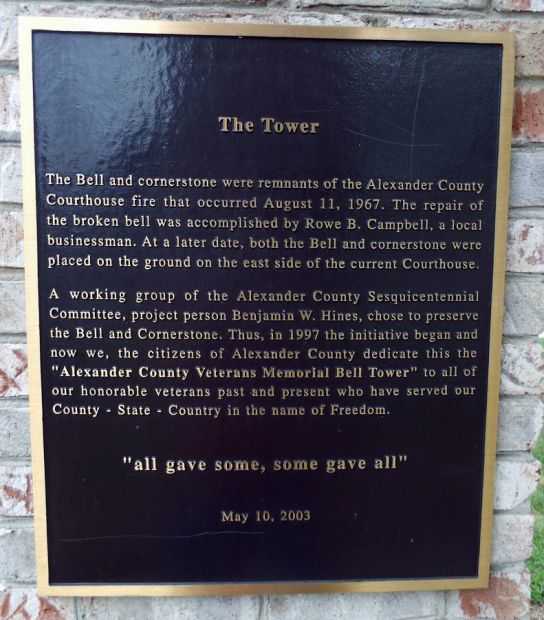 The Tower
The Bell and cornerstone were remnants of the Alexander County
Courthouse fire that occurred August 11, 1967. The repair of
the broken bell was accomplished by Rowe B. Campbell, a local
businessman. At a later date, both the Bell and cornerstone were
placed on the ground on the east side of the current Courthouse.
A working group of the Alexander County Sesquicentennial
Committee, project person Benjamin W. Hines, chose to preserve
the Bell and Cornerstone. Thus, in 1997 the initiative began and
now we, the citizens of Alexander County dedicate this the
"Alexander County Veterans Memorial Bell Tower" to all of
our honorable veterans past and present who have served our
County - State - Country in the name of Freedom.
"all gave some, some gave all"
May 10, 2003